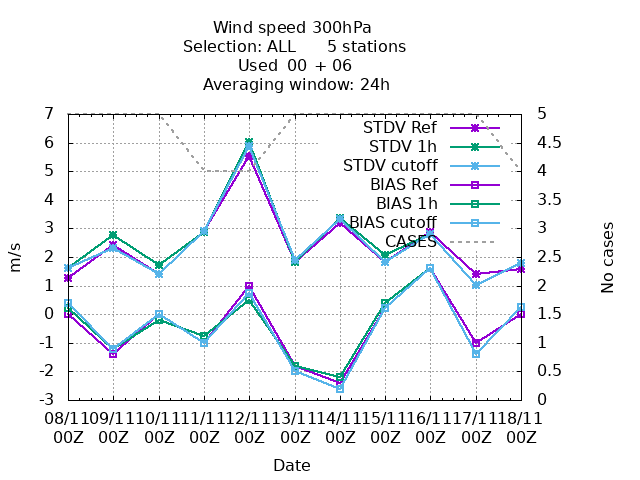 Wind speed 300hPa
Selection: ALL 5 stations
Used 00 + 06
Averaging window: 24h
7
6
5
4
3
2
1
0
-1
-2
-3
m/s
5
4.5
4
3.5
3
2.5
2
1.5
1
0.5
0
No cases
STDV Ref
STDV 1h
STDV cutoff
BIAS Ref
BIAS 1h
BIAS cutoff
CASES
08/11 09/11 10/11 11/11 12/11 13/11 14/11 15/11 16/11 17/11 18/11
00Z 00Z 00Z 00Z 00Z 00Z 00Z 00Z 00Z 00Z 00Z
Date